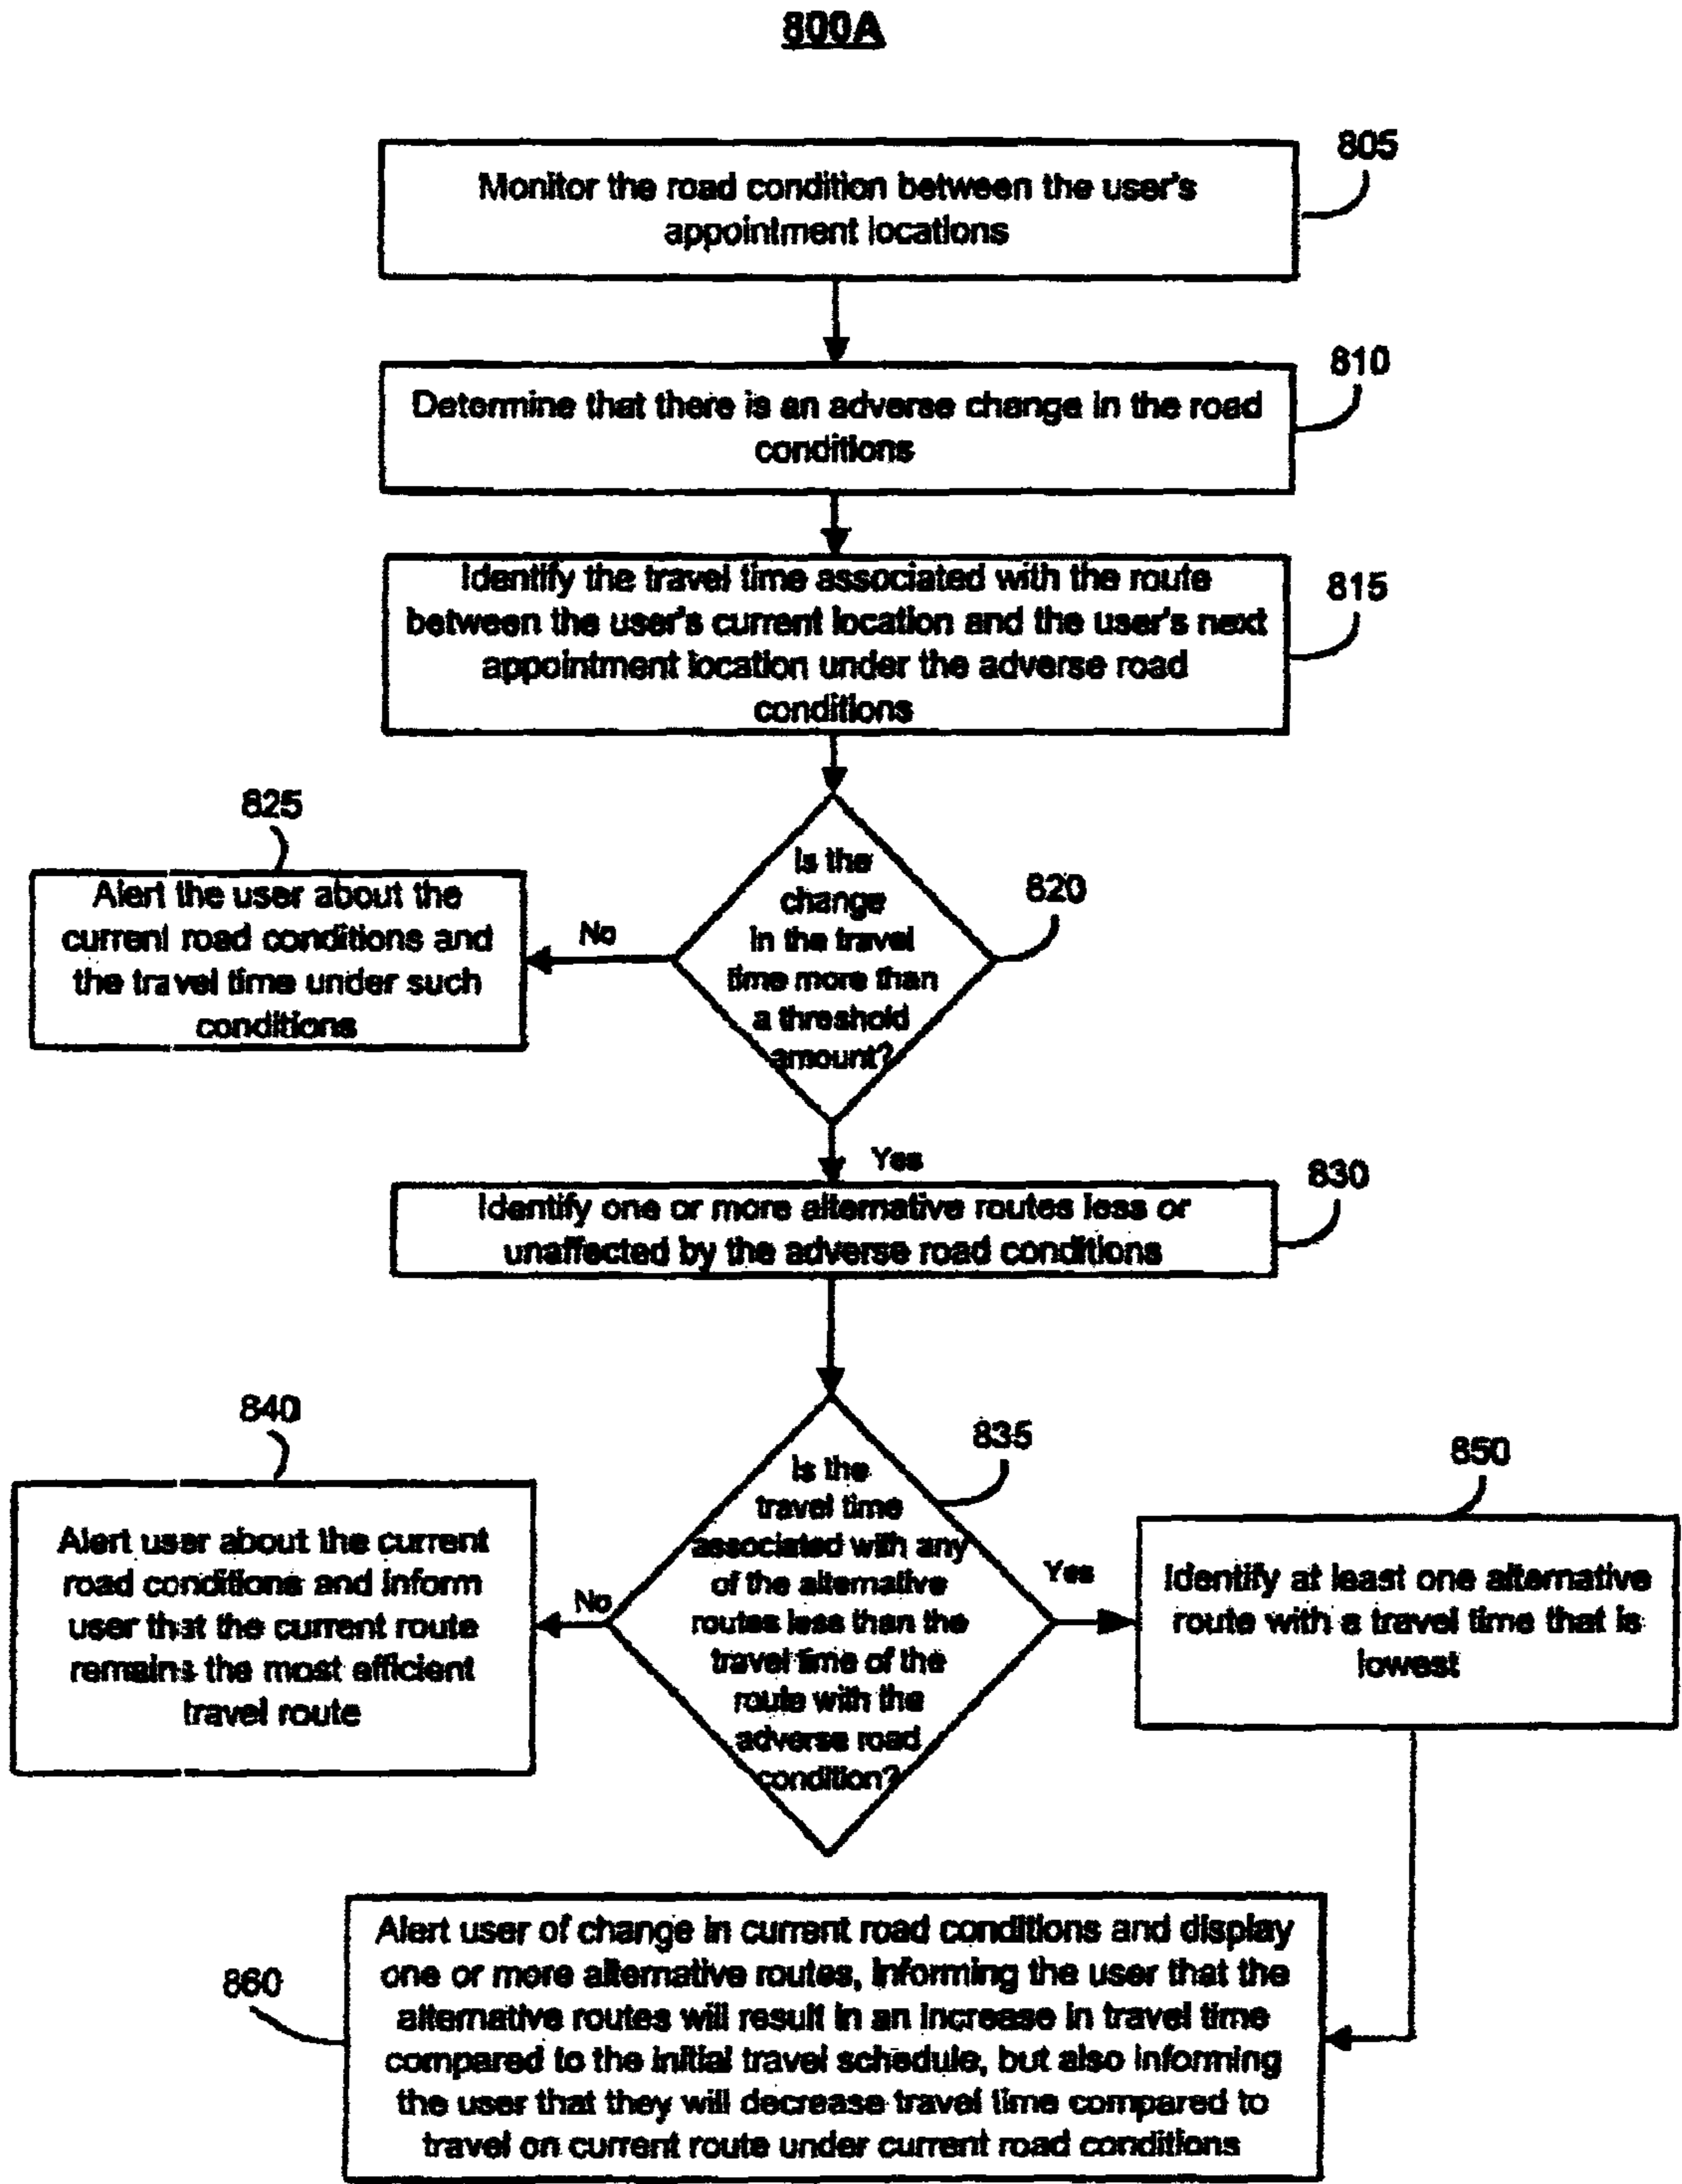 800A
805
Monitor the road condition between the user's
appointment locations
810
Determine that there is an adverse change in the road
conditions
815
Identify the travel time associated with the route
between the user's current location and the user's next
appointment location under the adverse road
conditions
825
Alert the user about the
current road conditions and
the travel time under such
conditions
No
Is the
change
in the travel
time more than
a threshold
amount?
820
Yes
830
Identify one or more alternative routes less or
unaffected by the adverse road conditions
840
Alert user about the current
road conditions and inform
user that the current route
remains the most efficient
travel route
No
835
Is the
travel time
associated with any
of the alternative
routes less than the
travel time of the
route with the
adverse road
condition?
Yes
850
Identify at least one alternative
route with a travel time that is
lowest
860
Alert user of change in current road conditions and display
one or more alternative routes, informing the user that the
alternative routes will result in an increase in travel time
compared to the initial travel schedule, but also informing
the user that they will decrease travel time compared to
travel on current route under current road conditions